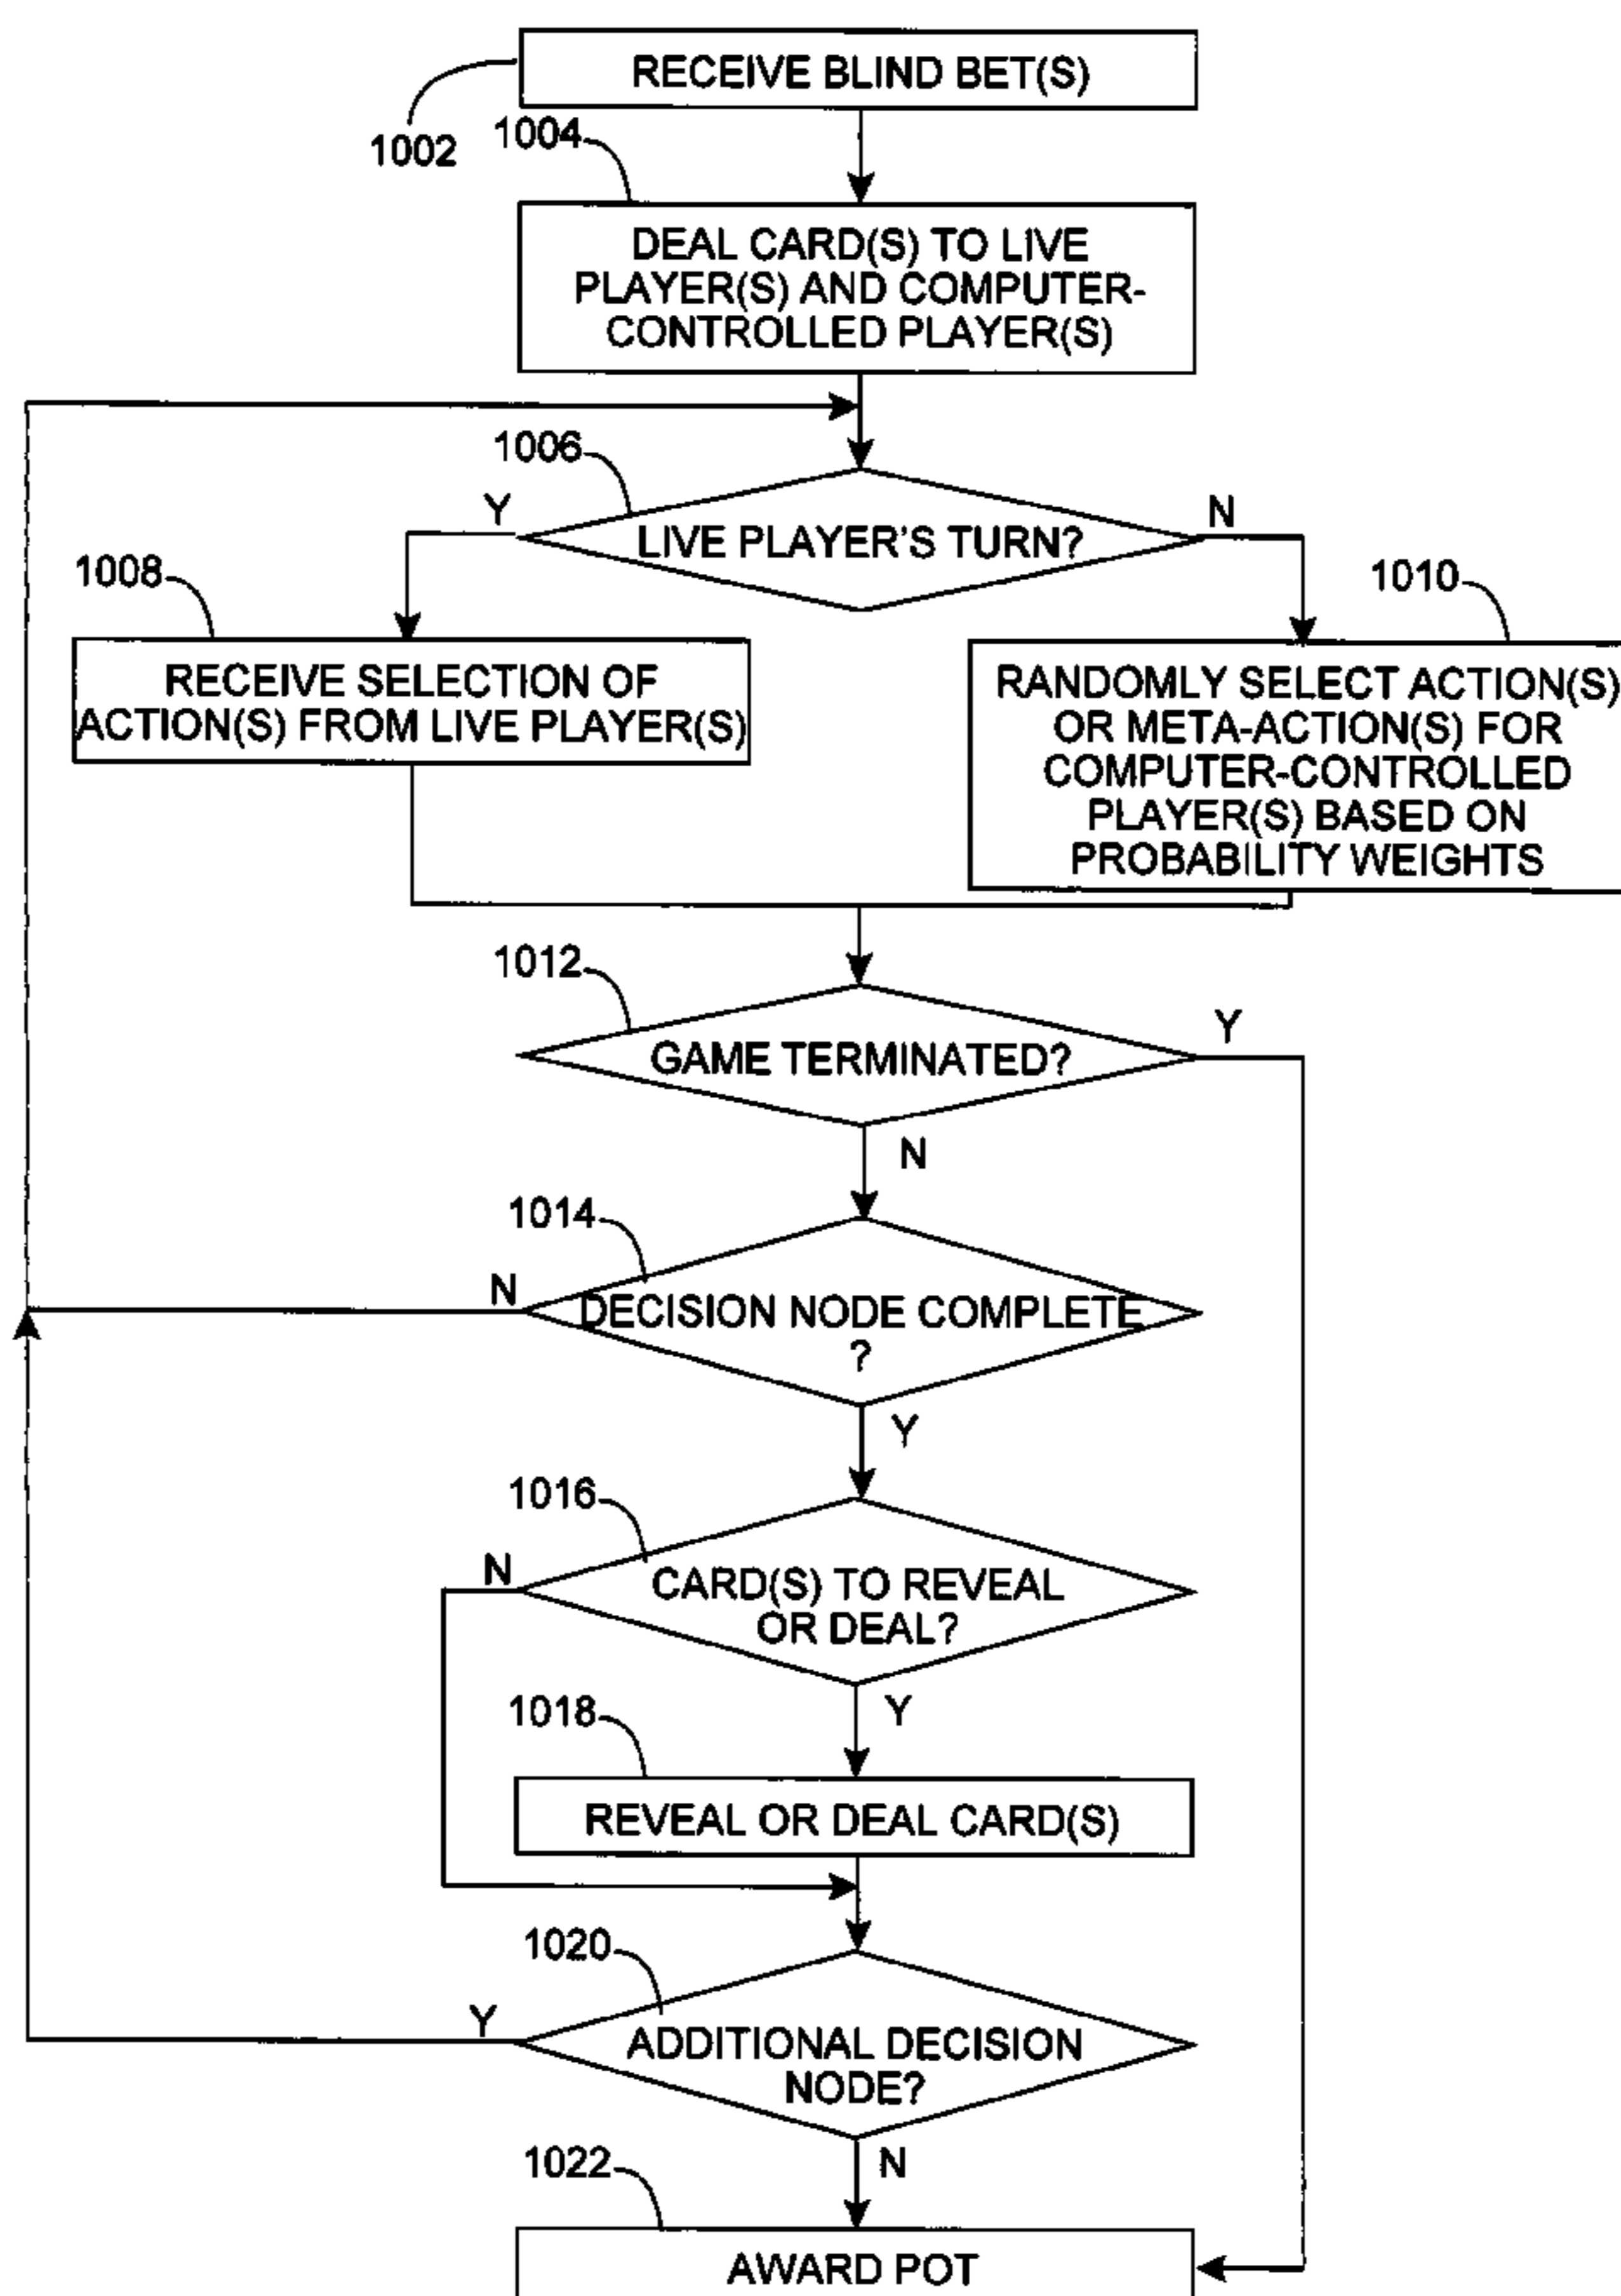 RECEIVE BLIND BET(S)
1002
1004
DEAL CARD(S) TO LIVE
PLAYER(S) AND COMPUTER-
CONTROLLED PLAYER(S)
1006
Y
LIVE PLAYER'S TURN?
N
1008
RECEIVE SELECTION OF
ACTION(S) FROM LIVE PLAYER(S)
1010
RANDOMLY SELECT ACTION(S)
OR META-ACTION(S) FOR
COMPUTER-CONTROLLED
PLAYER(S) BASED ON
PROBABILITY WEIGHTS
1012
GAME TERMINATED?
Y
N
1014
N
DECISION NODE COMPLETE
?
Y
1016
N
CARD(S) TO REVEAL
OR DEAL?
Y
1018
REVEAL OR DEAL CARD(S)
1020
Y
ADDITIONAL DECISION
NODE?
N
1022
AWARD POT